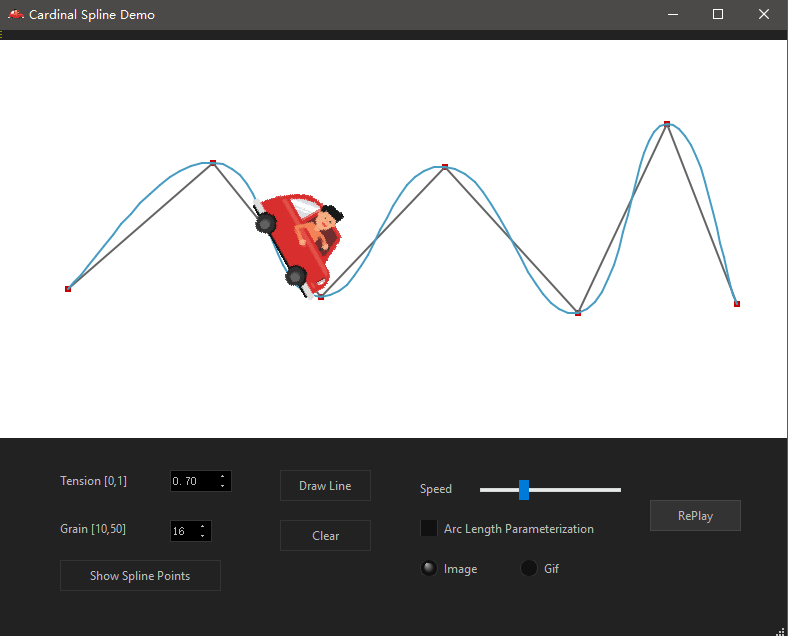 Cardinal Spline Demo
Tension [0,1]
0.70
Draw Line
Speed
Grain [10,50]
16
Clear
Arc Length Parameterization
RePlay
Show Spline Points
Image
Gif